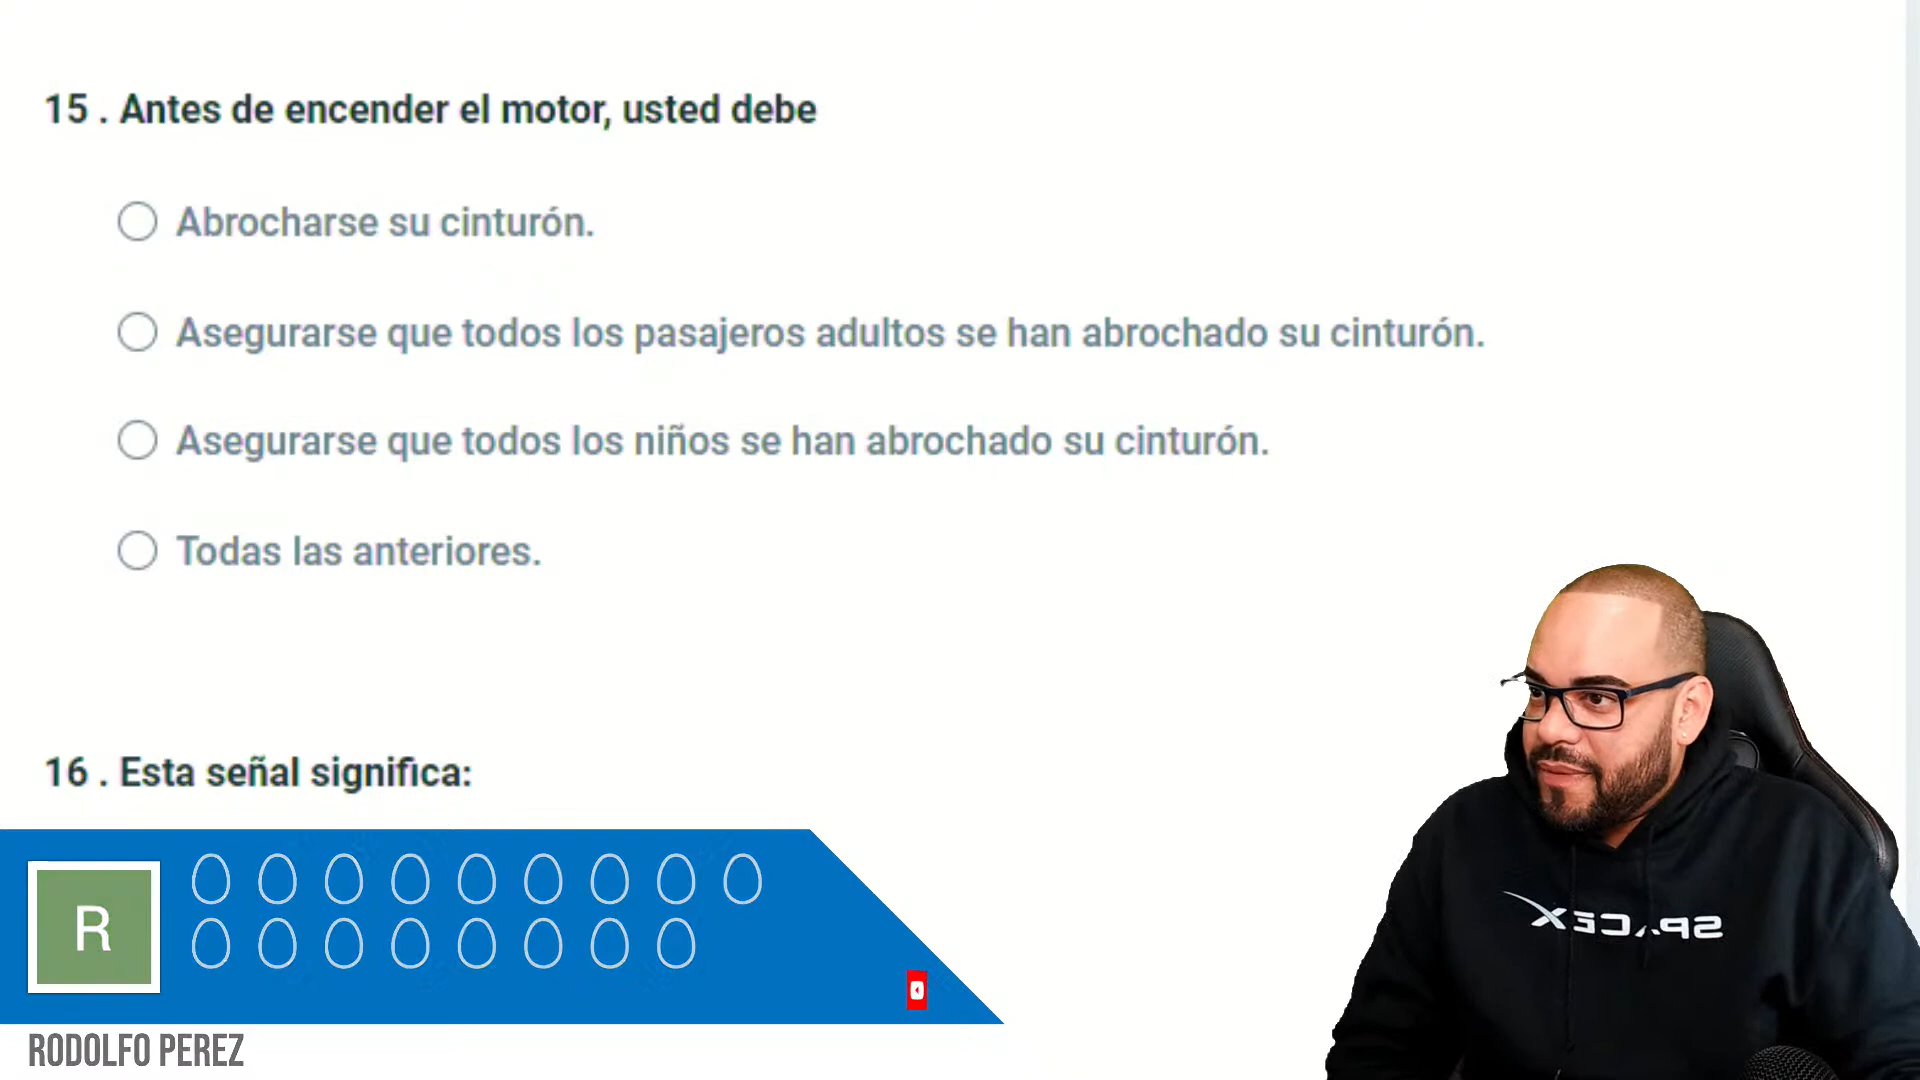 15 . Antes de encender el motor, usted debe
Abrocharse su cinturón.
Asegurarse que todos los pasajeros adultos se han abrochado su cinturón.
Asegurarse que todos los niños se han abrochado su cinturón.
Todas las anteriores.
16 . Esta señal significa:
R
RODOLFO PEREZ
SPACEX